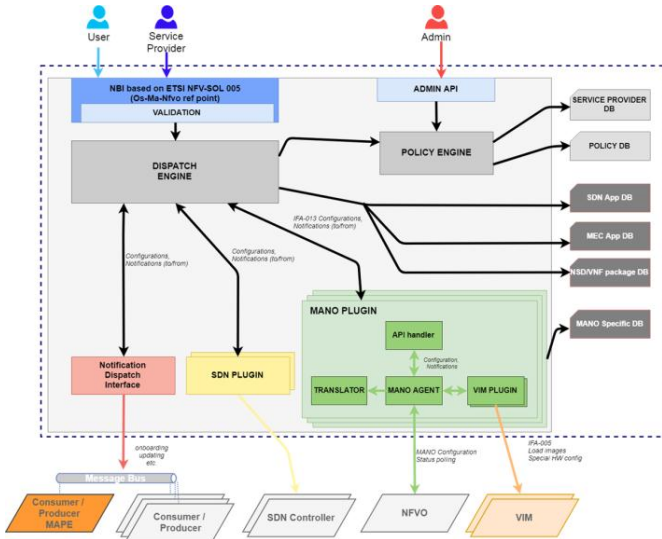 User
Service
Provider
Admin
NBI based on ETSI NFV-SOL 005
(Os-Ma-Nfvo ref point)
VALIDATION
ADMIN API
SERVICE PROVIDER
DB
POLICY DB
DISPATCH
ENGINE
POLICY ENGINE
SDN App DB
MEC App DB
NSD/VNF package DB
MANO Specific DB
IFA-013 Configurations,
Notifications (to/from)
Configurations,
Notifications (to/from)
Configurations,
Notifications (to/from)
MANO PLUGIN
API handler
Configuration,
Notifications
TRANSLATOR
MANO AGENT
VIM PLUGIN
Notification
Dispatch
Interface
SDN PLUGIN
onboarding
updating
etc
MANO Configuration
Status polling
IFA-005
Load images
Special HW config
Message Bus
Consumer /
Producer
MAPE
Consumer /
Producer
SDN Controller
NFVO
VIM